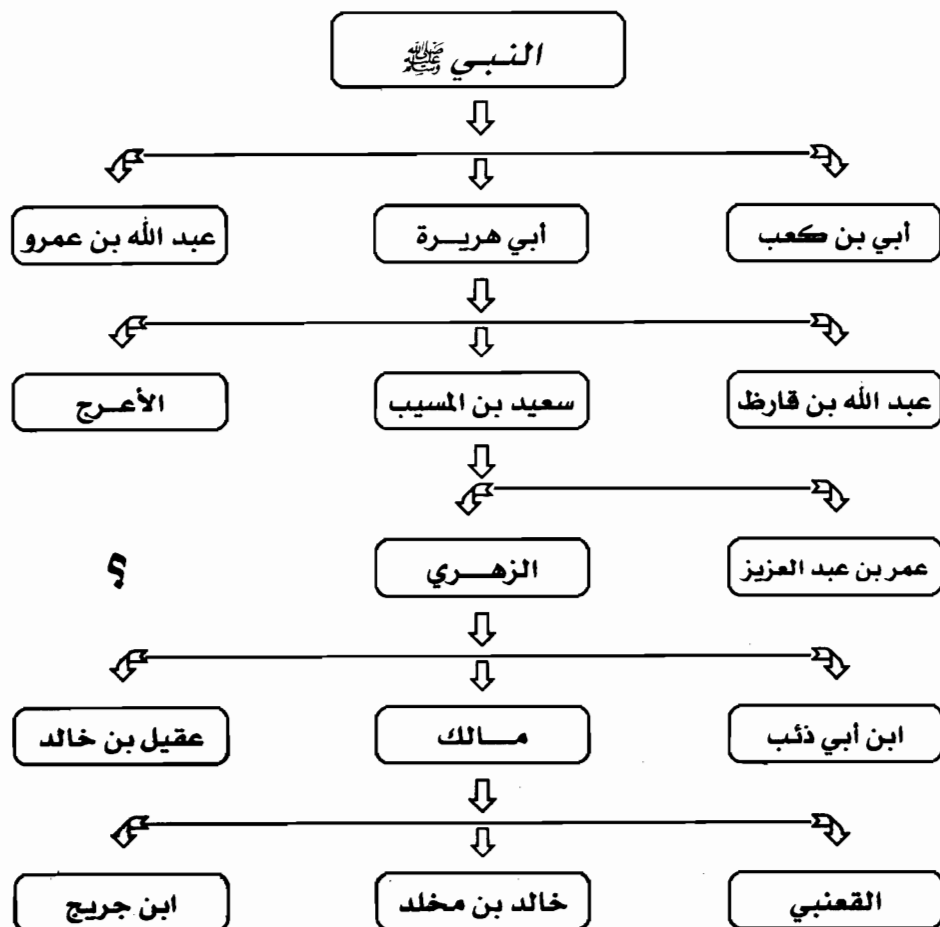 النبي ﷺ
أبي بن كعب
أبي هريرة
عبد الله بن عمرو
عبد الله بن قارظ
سعيد بن المسيب
الأعرج
عمر بن عبد العزيز
الزهري
ابن أبي ذئب
مالك
عقيل بن خالد
القعنبي
خالد بن مخلد
ابن جريج